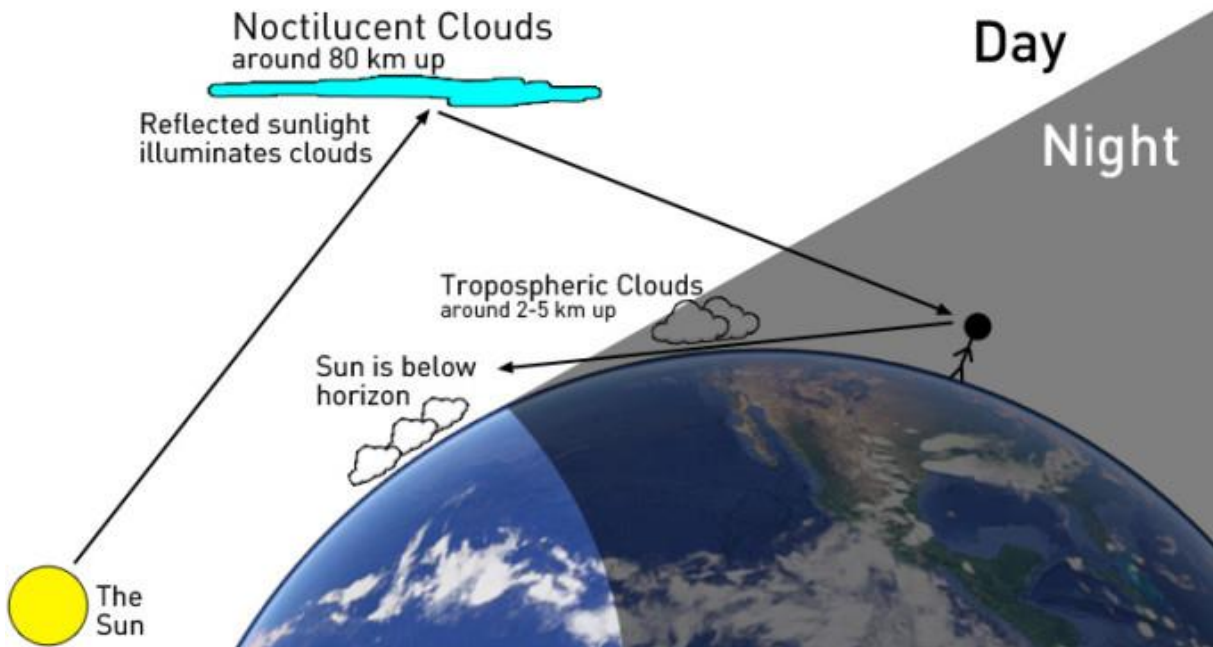 Noctilucent Clouds
around 80 km up
Day
Reflected sunlight
illuminates clouds
Night
Tropospheric Clouds
around 2-5 km up
Sun is below
horizon
The
Sun